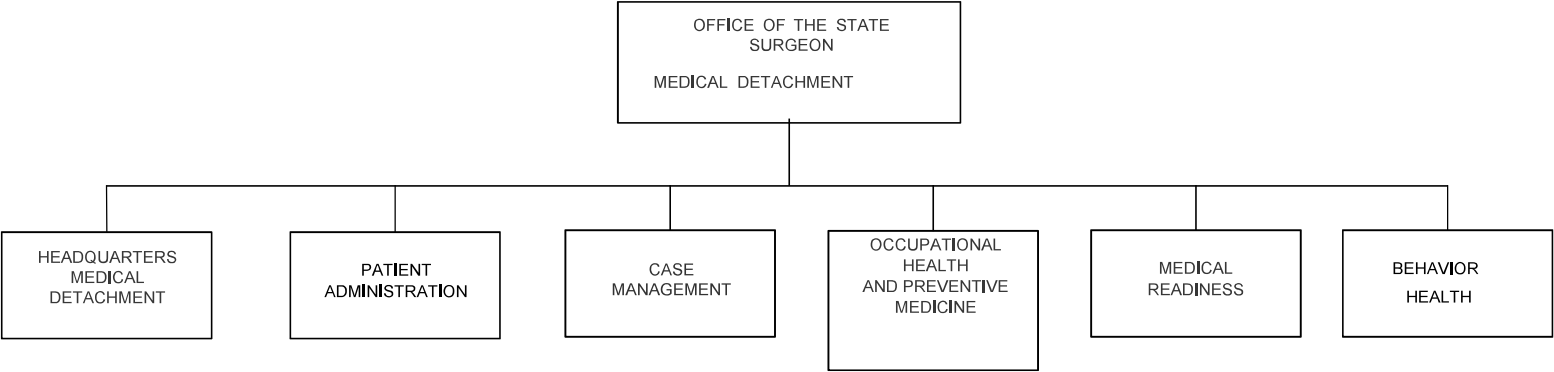 OFFICE OF THE STATE
SURGEON
MEDICAL DETACHMENT
HEADQUARTERS
MEDICAL
DETACHMENT
PATIENT
ADMINISTRATION
CASE
MANAGEMENT
OCCUPATIONAL
HEALTH
AND PREVENTIVE
MEDICINE
MEDICAL
READINESS
BEHAVIOR
HEALTH